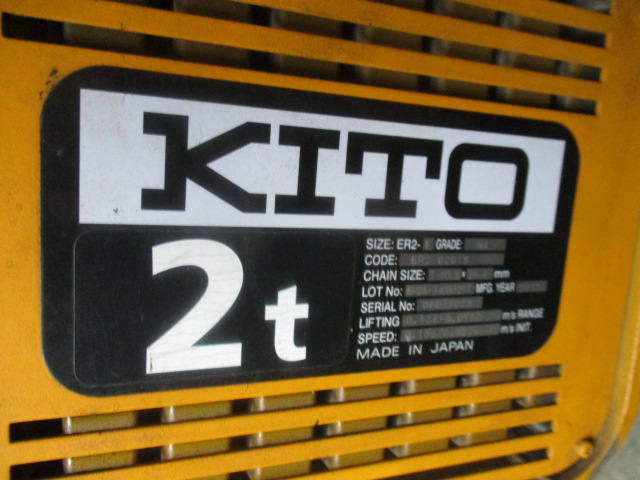 KITO
2t
SIZE: ER2- GRADE:
CODE: ER2
CHAIN SIZE: mm
LOT No: MFG. YEAR
SERIAL No:
LIFTING m/s RANGE
SPEED: m/s INIT.
MADE IN JAPAN